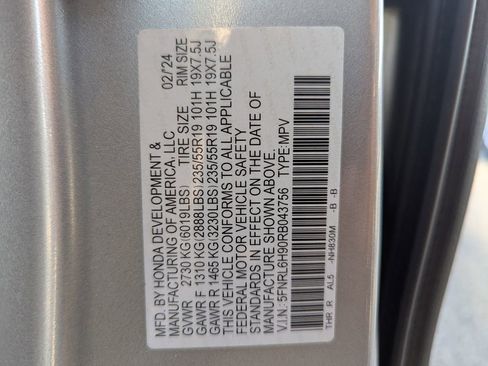 MFD. BY HONDA DEVELOPMENT & 02/'24
MANUFACTURING OF AMERICA, LLC
GVWR 2730 KG(6019LBS) TIRE SIZE RIM SIZE
GAWR F 1310 KG(2888LBS)235/55R19 101H 19X7.5J
GAWR R 1465 KG(3230LBS)235/55R19 101H 19X7.5J
THIS VEHICLE CONFORMS TO ALL APPLICABLE
FEDERAL MOTOR VEHICLE SAFETY
STANDARDS IN EFFECT ON THE DATE OF
MANUFACTURE SHOWN ABOVE.
V.I.N: 5FNRL6H90RB043756 TYPE:MPV
THR R AL5 -NH830M -B -B